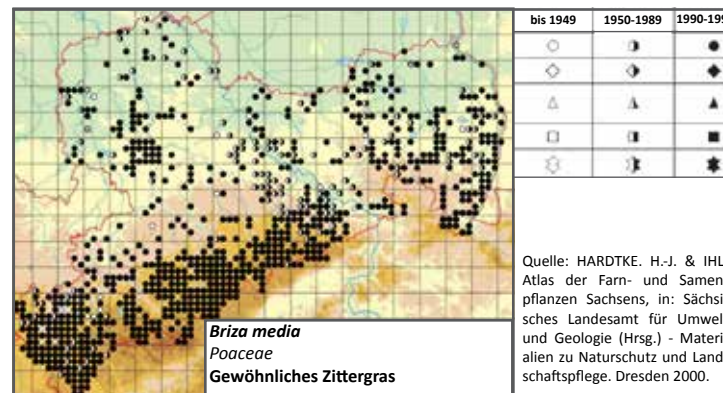 bis 1949 1950-1989 1990-199
Quelle: HARDTKE. H.-J. & IHL
Atlas der Farn- und Samen
pflanzen Sachsens, in: Sächsi
sches Landesamt für Umwel
und Geologie (Hrsg.) - Materi
alien zu Naturschutz und Land
schaftspflege. Dresden 2000.
Briza media
Poaceae
Gewöhnliches Zittergras